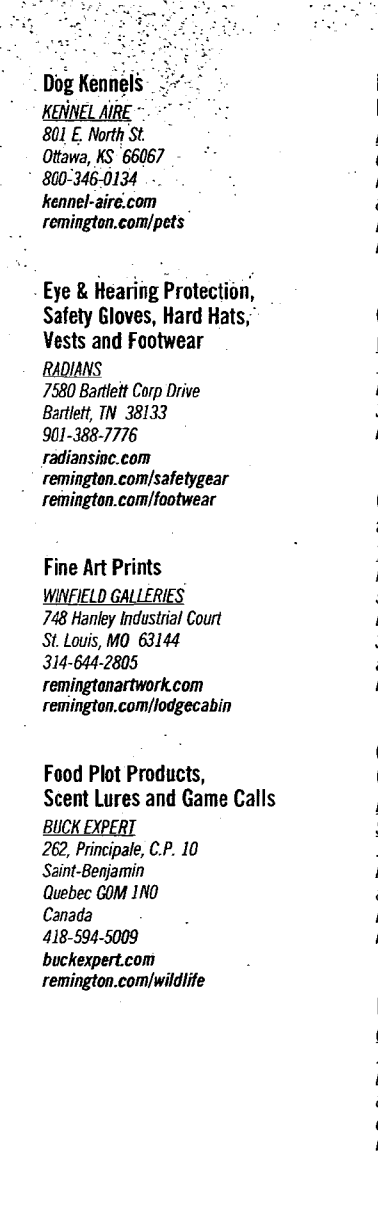 Dog Kennels
KENNEL AIRE
801 E. North St.
Ottawa, KS 66067
800-346-0134
kennel-aire.com
remington.com/pets
Eye & Hearing Protection,
Safety Gloves, Hard Hats,
Vests and Footwear
RADIANS
7580 Bartlett Corp Drive
Bartlett, TN 38133
901-388-7776
radiansinc.com
remington.com/safetygear
remington.com/footwear
Fine Art Prints
WINFIELD GALLERIES
748 Hanley Industrial Court
St. Louis, MO 63144
314-644-2805
remingtonartwork.com
remington.com/lodgecabin
Food Plot Products,
Scent Lures and Game Calls
BUCK EXPERT
262, Principale, C.P. 10
Saint-Benjamin
Quebec G0M 1N0
Canada
418-594-5009
buckexpert.com
remington.com/wildlife